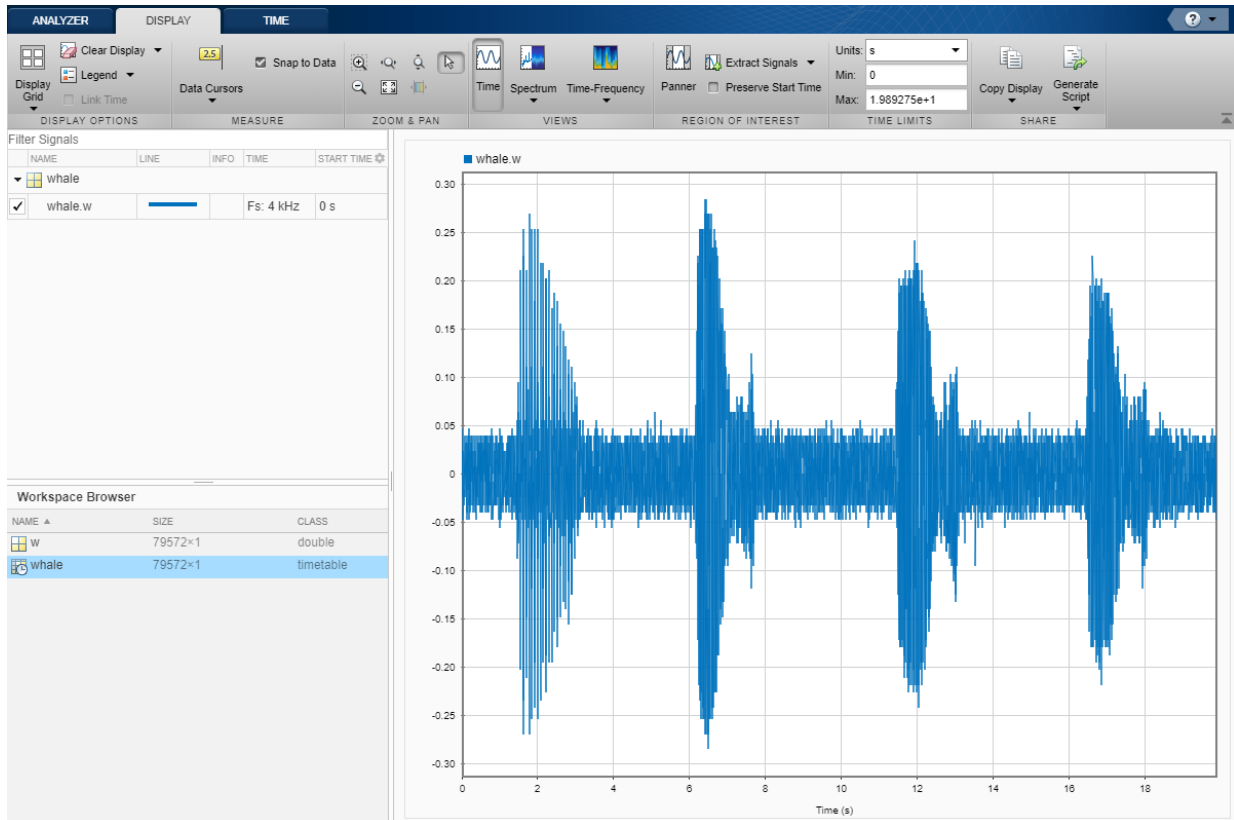 ANALYZER DISPLAY TIME ?
Display Grid
Clear Display
Legend
Link Time
DISPLAY OPTIONS
2.5
Data Cursors
Snap to Data
MEASURE
ZOOM & PAN
Time Spectrum Time-Frequency
VIEWS
Panner
Extract Signals
Preserve Start Time
REGION OF INTEREST
Units: s
Min: 0
Max: 1.989275e+1
TIME LIMITS
Copy Display
Generate Script
SHARE
Filter Signals
NAME LINE INFO TIME START TIME
whale
whale.w Fs: 4 kHz 0 s
Workspace Browser
NAME SIZE CLASS
w 79572×1 double
whale 79572×1 timetable
whale.w
0.30
0.25
0.20
0.15
0.10
0.05
0
-0.05
-0.10
-0.15
-0.20
-0.25
-0.30
0 2 4 6 8 10 12 14 16 18
Time (s)